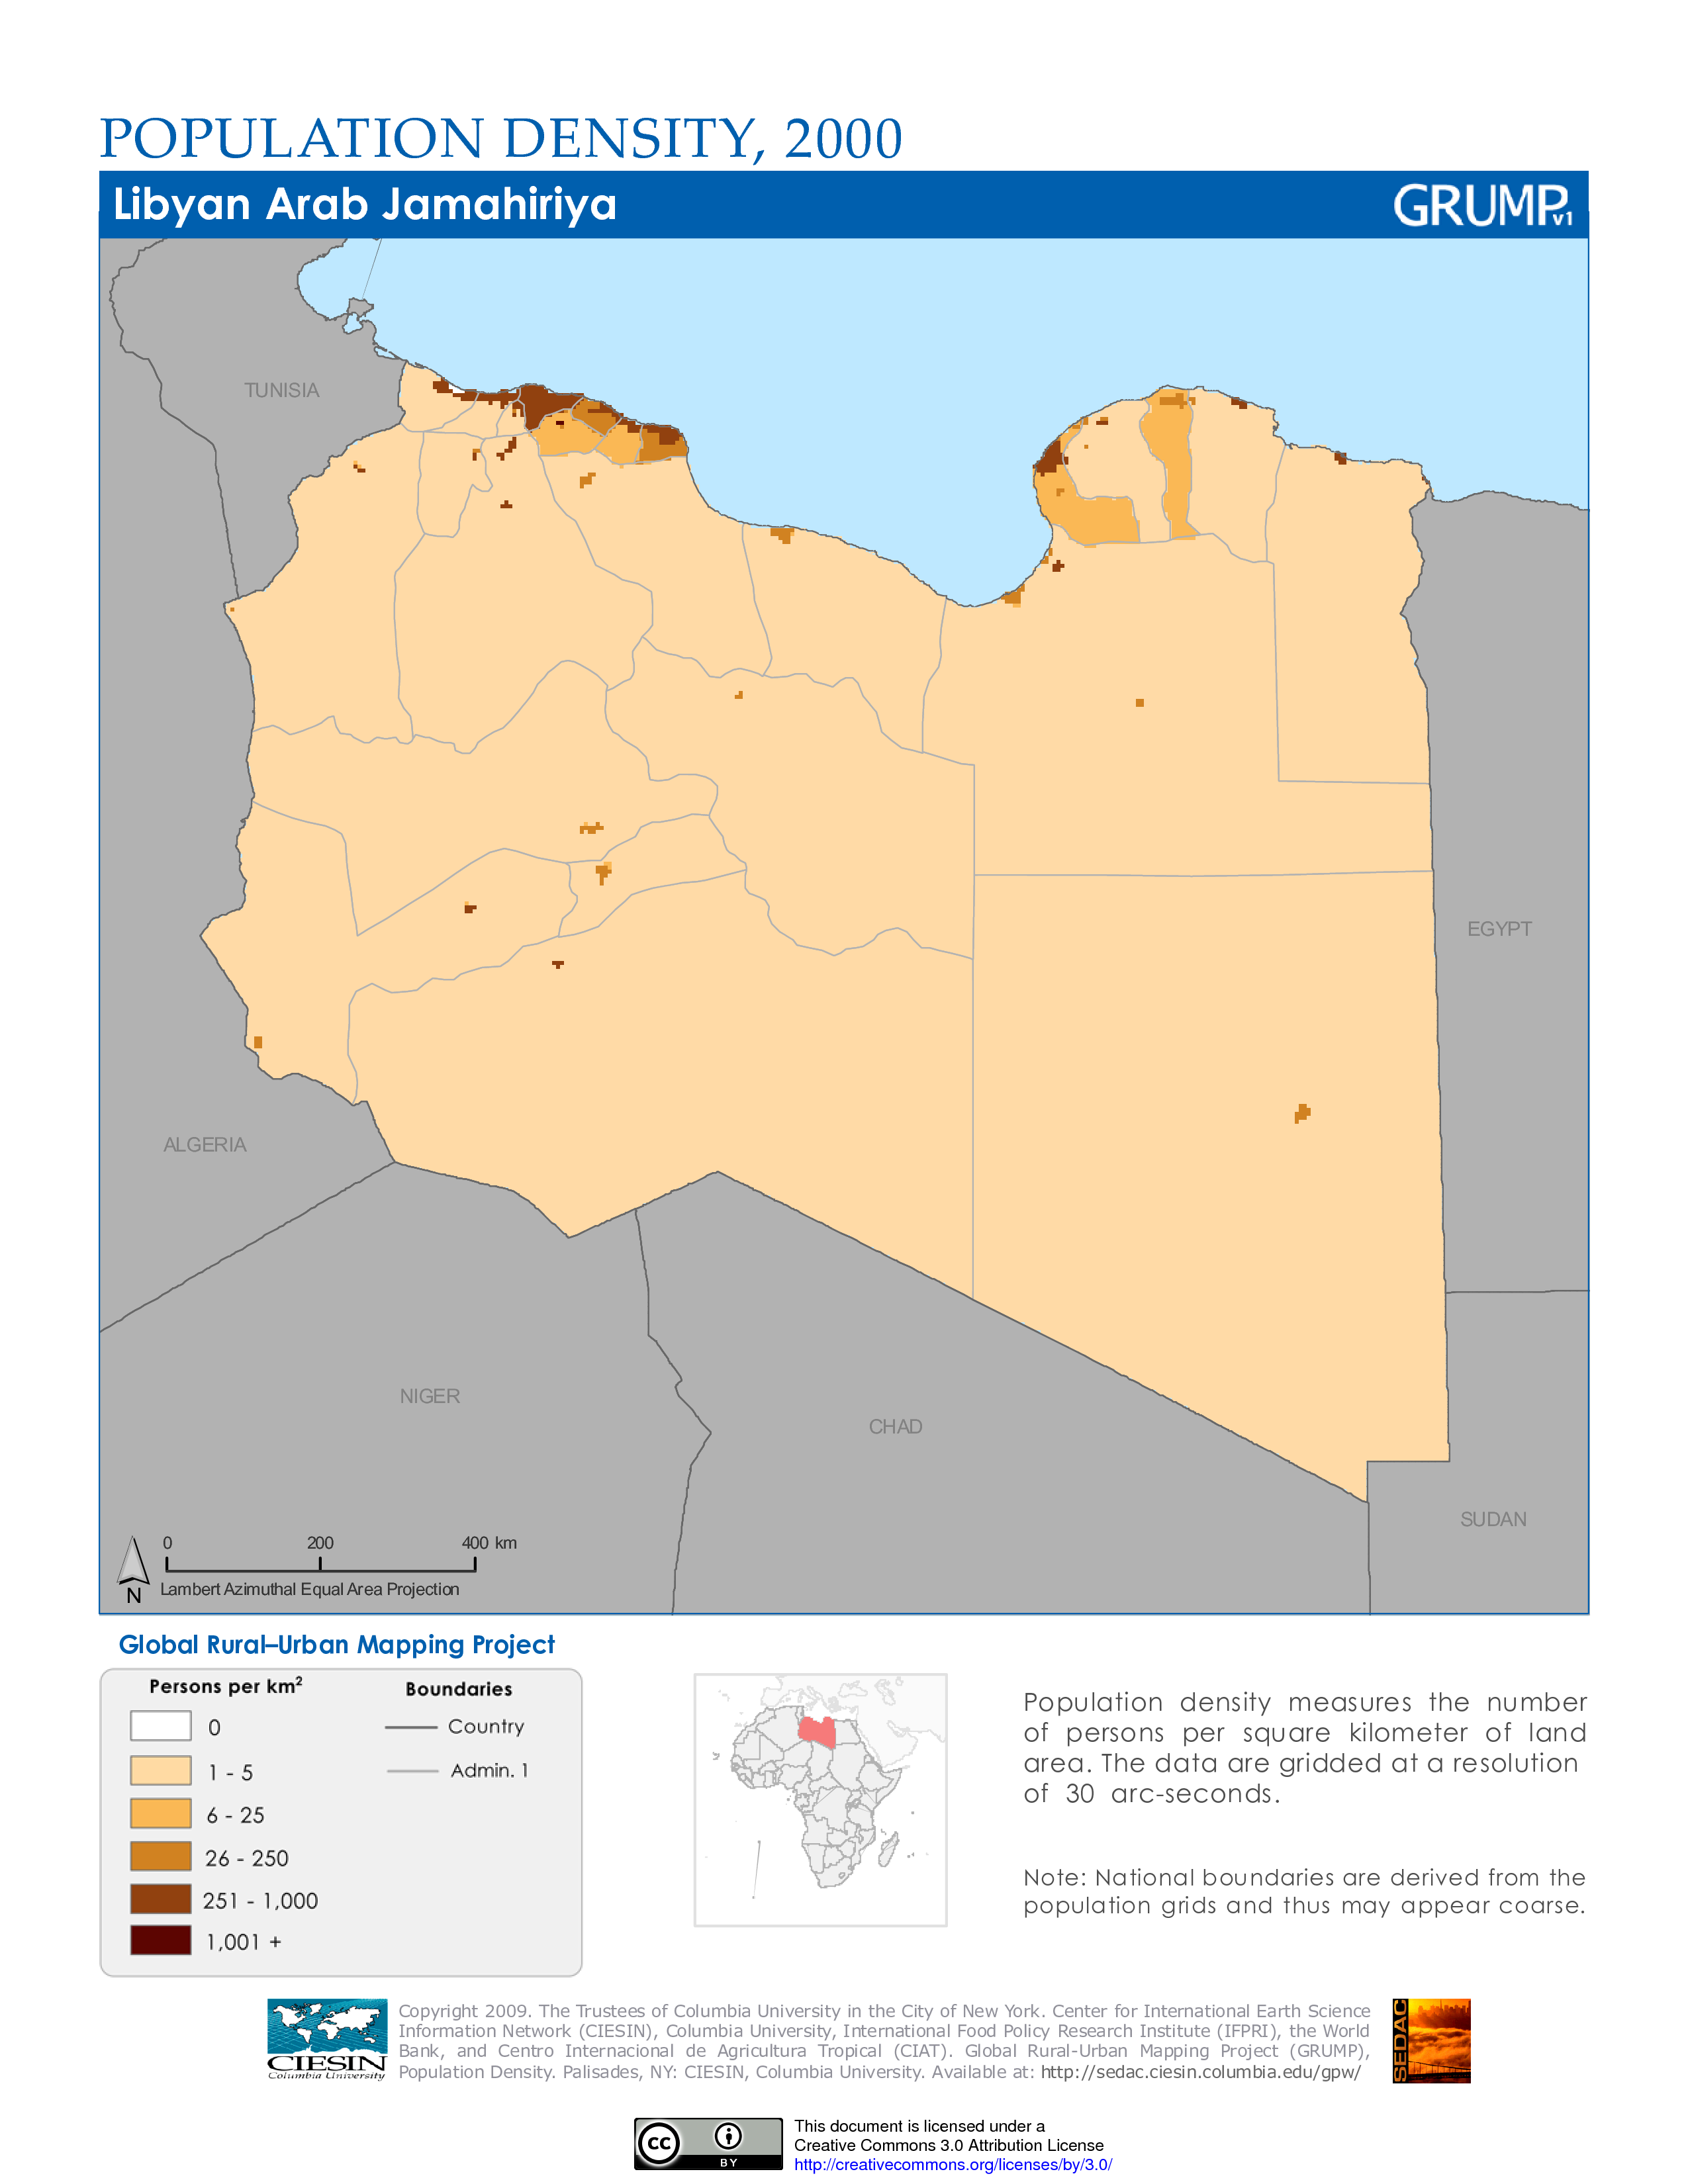 POPULATION DENSITY, 2000
Libyan Arab Jamahiriya
GRUMP v1
TUNISIA
EGYPT
ALGERIA
NIGER
CHAD
SUDAN
0 200 400 km
Lambert Azimuthal Equal Area Projection
N
Global Rural–Urban Mapping Project
Persons per km²
0
1 - 5
6 - 25
26 - 250
251 - 1,000
1,001 +
Boundaries
Country
Admin. 1
Population density measures the number
of persons per square kilometer of land
area. The data are gridded at a resolution
of 30 arc-seconds.
Note: National boundaries are derived from the
population grids and thus may appear coarse.
CIESIN
Columbia University
Copyright 2009. The Trustees of Columbia University in the City of New York. Center for International Earth Science
Information Network (CIESIN), Columbia University, International Food Policy Research Institute (IFPRI), the World
Bank, and Centro Internacional de Agricultura Tropical (CIAT). Global Rural-Urban Mapping Project (GRUMP),
Population Density. Palisades, NY: CIESIN, Columbia University. Available at: http://sedac.ciesin.columbia.edu/gpw/
SEDAC
cc
BY
This document is licensed under a
Creative Commons 3.0 Attribution License
http://creativecommons.org/licenses/by/3.0/